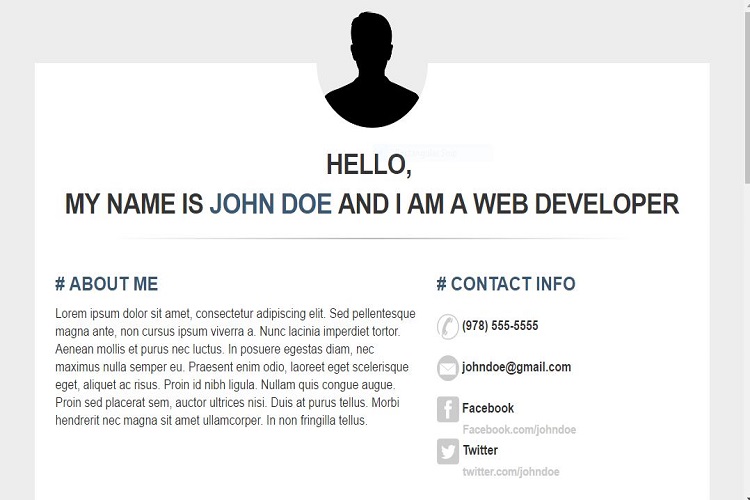 HELLO,
MY NAME IS JOHN DOE AND I AM A WEB DEVELOPER
# ABOUT ME
Lorem ipsum dolor sit amet, consectetur adipiscing elit. Sed pellentesque
magna ante, non cursus ipsum viverra a. Nunc lacinia imperdiet tortor.
Aenean mollis et purus nec luctus. In posuere egestas diam, nec
maximus nulla semper eu. Praesent enim odio, laoreet eget scelerisque
eget, aliquet ac risus. Proin id nibh ligula. Nullam quis congue augue.
Proin sed placerat sem, auctor ultrices nisi. Duis at purus tellus. Morbi
hendrerit nec magna sit amet ullamcorper. In non fringilla tellus.
# CONTACT INFO
(978) 555-5555
johndoe@gmail.com
Facebook
Facebook.com/johndoe
Twitter
twitter.com/johndoe